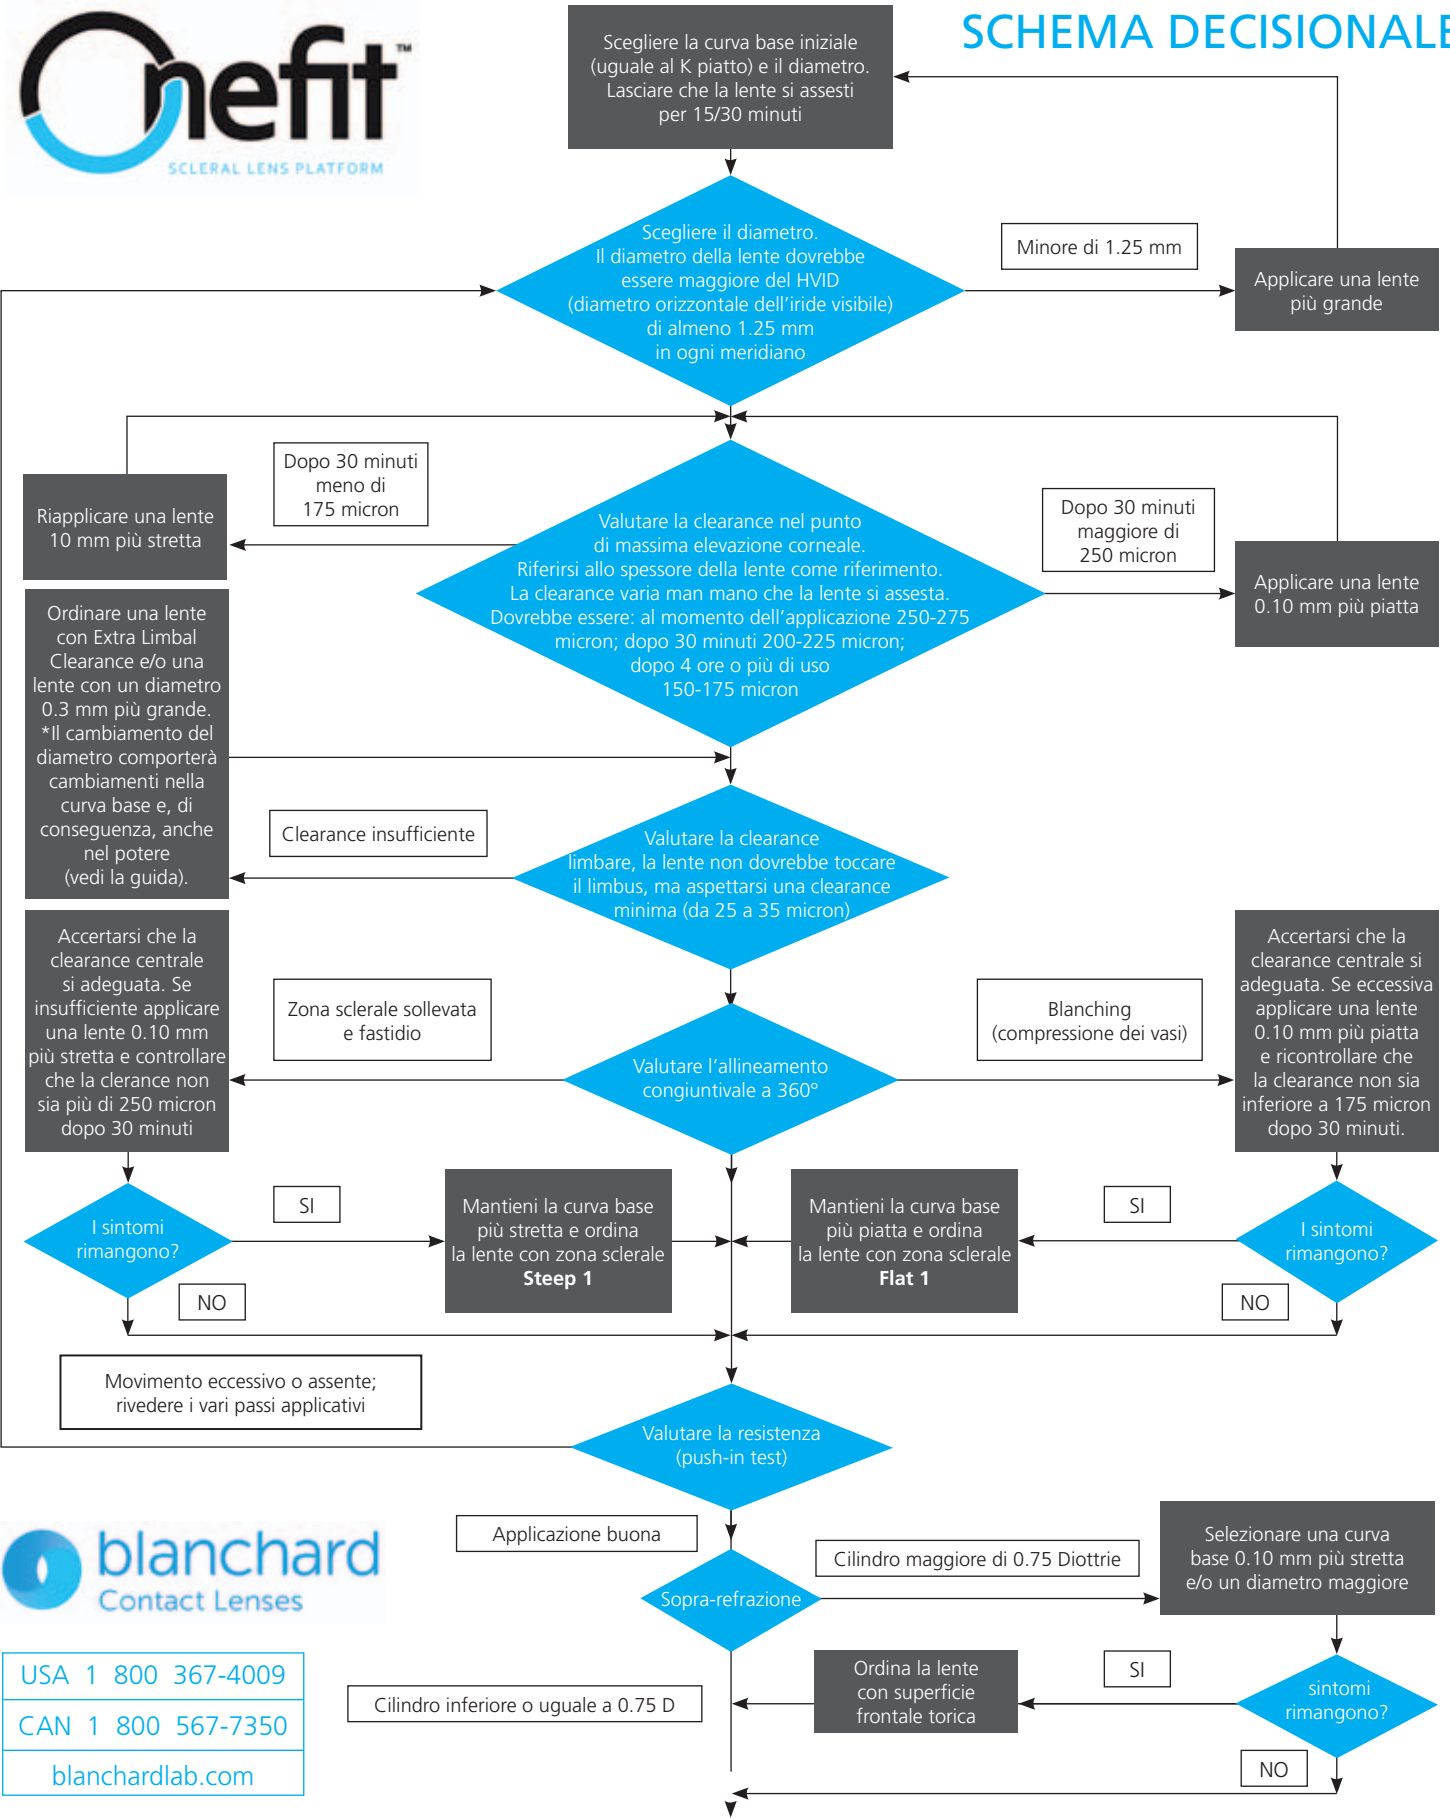 Onefit™
SCLERAL LENS PLATFORM
SCHEMA DECISIONALE
Scegliere la curva base iniziale
(uguale al K piatto) e il diametro.
Lasciare che la lente si assesti
per 15/30 minuti
Scegliere il diametro.
Il diametro della lente dovrebbe
essere maggiore del HVID
(diametro orizzontale dell'iride visibile)
di almeno 1.25 mm
in ogni meridiano
Minore di 1.25 mm
Applicare una lente
più grande
Dopo 30 minuti
meno di
175 micron
Riapplicare una lente
10 mm più stretta
Valutare la clearance nel punto
di massima elevazione corneale.
Riferirsi allo spessore della lente come riferimento.
La clearance varia man mano che la lente si assesta.
Dovrebbe essere: al momento dell'applicazione 250-275
micron; dopo 30 minuti 200-225 micron;
dopo 4 ore o più di uso
150-175 micron
Dopo 30 minuti
maggiore di
250 micron
Applicare una lente
0.10 mm più piatta
Ordinare una lente
con Extra Limbal
Clearance e/o una
lente con un diametro
0.3 mm più grande.
*Il cambiamento del
diametro comporterà
cambiamenti nella
curva base e, di
conseguenza, anche
nel potere
(vedi la guida).
Clearance insufficiente
Valutare la clearance
limbare, la lente non dovrebbe toccare
il limbus, ma aspettarsi una clearance
minima (da 25 a 35 micron)
Accertarsi che la
clearance centrale
si adeguata. Se
insufficiente applicare
una lente 0.10 mm
più stretta e controllare
che la clerance non
sia più di 250 micron
dopo 30 minuti
Zona sclerale sollevata
e fastidio
Valutare l'allineamento
congiuntivale a 360°
Blanching
(compressione dei vasi)
Accertarsi che la
clearance centrale si
adeguata. Se eccessiva
applicare una lente
0.10 mm più piatta
e ricontrollare che
la clearance non sia
inferiore a 175 micron
dopo 30 minuti.
I sintomi
rimangono?
SI
NO
Mantieni la curva base
più stretta e ordina
la lente con zona sclerale
Steep 1
Mantieni la curva base
più piatta e ordina
la lente con zona sclerale
Flat 1
SI
I sintomi
rimangono?
NO
Movimento eccessivo o assente;
rivedere i vari passi applicativi
Valutare la resistenza
(push-in test)
Applicazione buona
Sopra-refrazione
Cilindro maggiore di 0.75 Diottrie
Selezionare una curva
base 0.10 mm più stretta
e/o un diametro maggiore
Cilindro inferiore o uguale a 0.75 D
Ordina la lente
con superficie
frontale torica
SI
sintomi
rimangono?
NO
blanchard
Contact Lenses
USA 1 800 367-4009
CAN 1 800 567-7350
blanchardlab.com